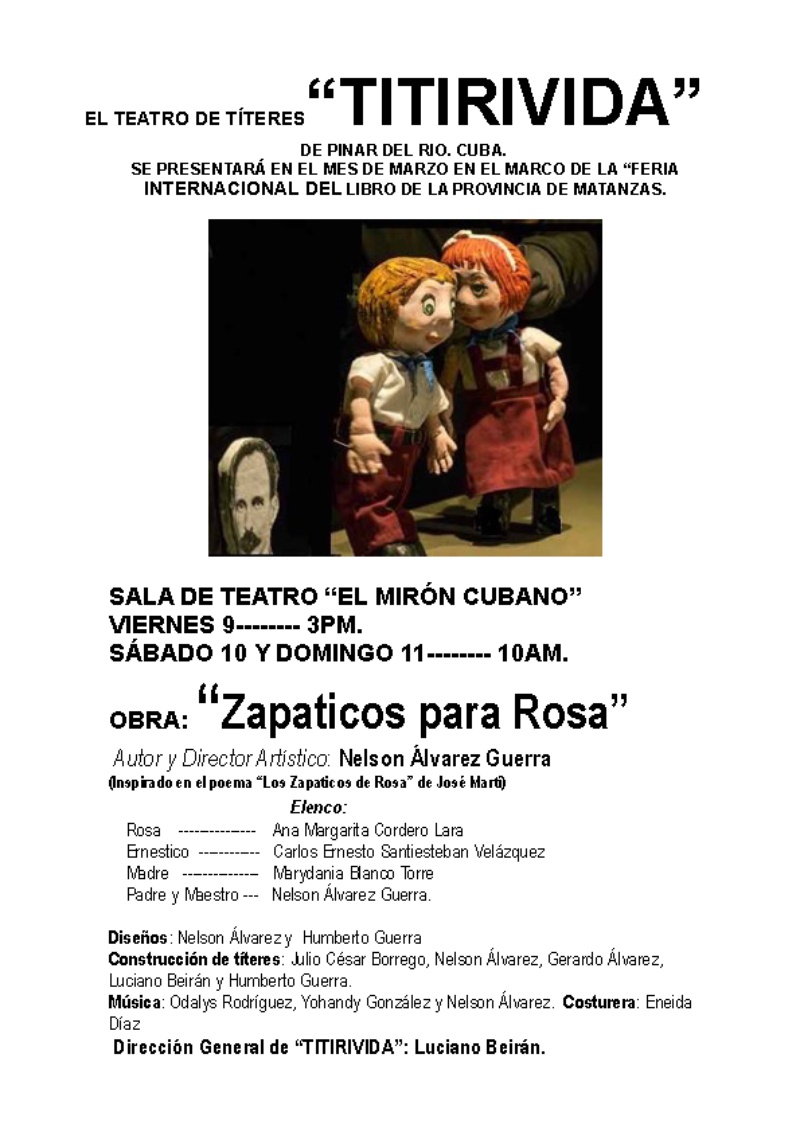 EL TEATRO DE TÍTERES “TITIRIVIDA”
DE PINAR DEL RIO. CUBA.
SE PRESENTARÁ EN EL MES DE MARZO EN EL MARCO DE LA “FERIA
INTERNACIONAL DEL LIBRO DE LA PROVINCIA DE MATANZAS.
SALA DE TEATRO “EL MIRÓN CUBANO”
VIERNES 9-------- 3PM.
SÁBADO 10 Y DOMINGO 11-------- 10AM.
OBRA: “Zapaticos para Rosa”
Autor y Director Artístico: Nelson Álvarez Guerra
(Inspirado en el poema “Los Zapaticos de Rosa” de José Martí)
Elenco:
Rosa --------------- Ana Margarita Cordero Lara
Ernestico ------------ Carlos Ernesto Santiesteban Velázquez
Madre --------------- Marydania Blanco Torre
Padre y Maestro --- Nelson Álvarez Guerra.
Diseños: Nelson Álvarez y Humberto Guerra
Construcción de títeres: Julio César Borrego, Nelson Álvarez, Gerardo Álvarez,
Luciano Beirán y Humberto Guerra.
Música: Odalys Rodríguez, Yohandy González y Nelson Álvarez. Costurera: Eneida
Díaz
Dirección General de “TITIRIVIDA”: Luciano Beirán.